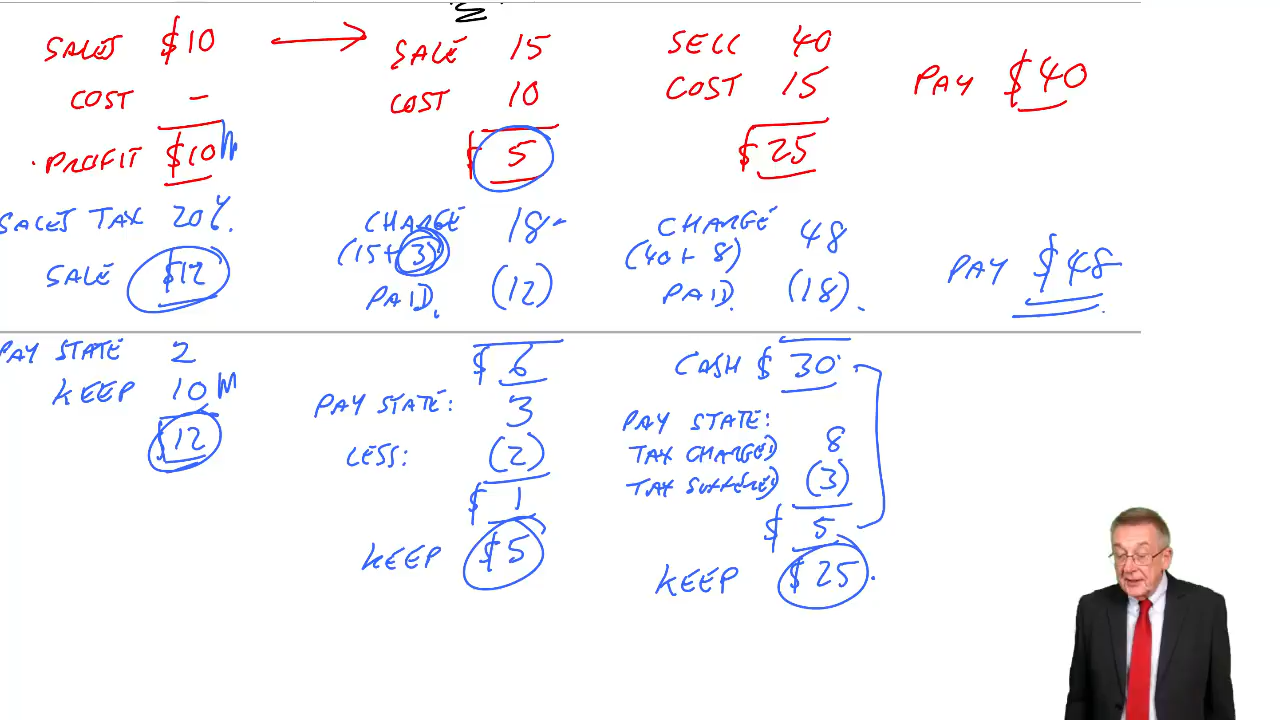 SALES $10 →
COST –
PROFIT $10 M
SALES TAX 20%
SALE $12
PAY STATE 2
KEEP 10 M
$12
SALE 15
COST 10
$ 5
CHARGE 18
(15+3)
PAID (12)
$ 6
PAY STATE: 3
LESS: (2)
$ 1
KEEP $5
SELL 40
COST 15
$25
CHARGE 48
(40+8)
PAID (18)
CASH $30
PAY STATE:
TAX CHARGED 8
TAX SUFFERED (3)
$ 5
KEEP $25
PAY $40
PAY $48